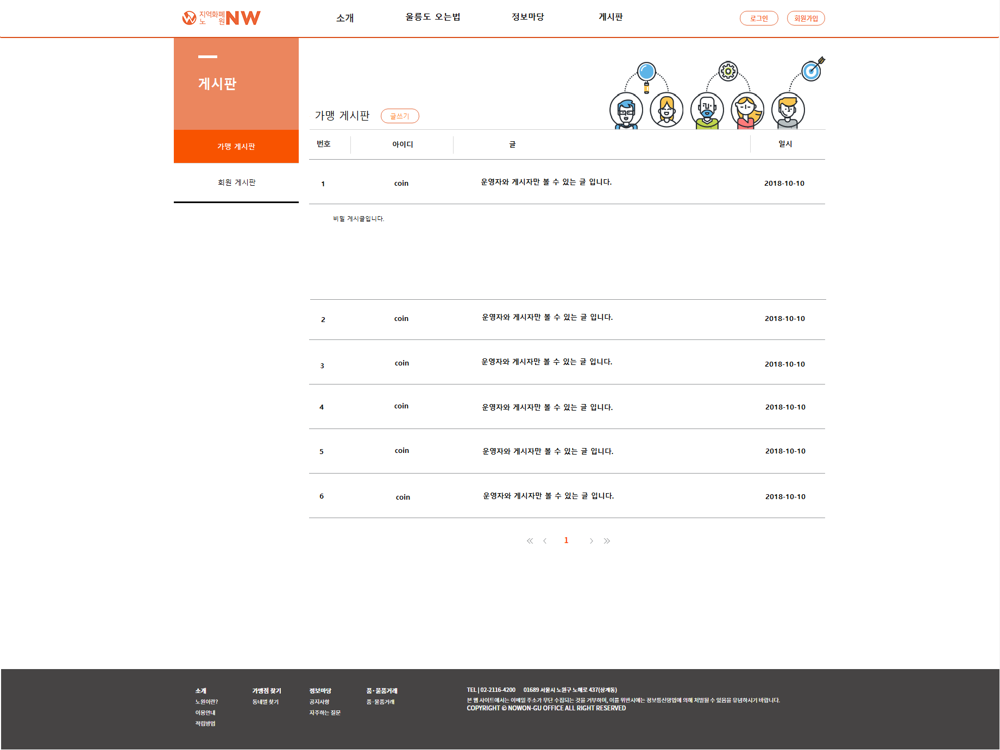 지역화폐
노 원 NW
소개 울릉도 오는법 정보마당 게시판 로그인 회원가입
게시판
가맹 게시판 글쓰기
가맹 게시판
회원 게시판
번호 아이디 글 일시
1 coin 운영자와 게시자만 볼 수 있는 글 입니다. 2018-10-10
비밀 게시글입니다.
2 coin 운영자와 게시자만 볼 수 있는 글 입니다. 2018-10-10
3 coin 운영자와 게시자만 볼 수 있는 글 입니다. 2018-10-10
4 coin 운영자와 게시자만 볼 수 있는 글 입니다. 2018-10-10
5 coin 운영자와 게시자만 볼 수 있는 글 입니다. 2018-10-10
6 coin 운영자와 게시자만 볼 수 있는 글 입니다. 2018-10-10
1
소개 가맹점 찾기 정보마당 품·물품거래
노원이란? 동네별 찾기 공지사항 품·물품거래
이용안내 자주하는 질문
적립방법
TEL | 02-2116-4200 01689 서울시 노원구 노해로 437(상계동)
본 웹 사이트에서는 이메일 주소가 무단 수집되는 것을 거부하며, 이를 위반시에는 정보통신망법에 의해 처벌될 수 있음을 유념하시기 바랍니다.
COPYRIGHT © NOWON-GU OFFICE ALL RIGHT RESERVED